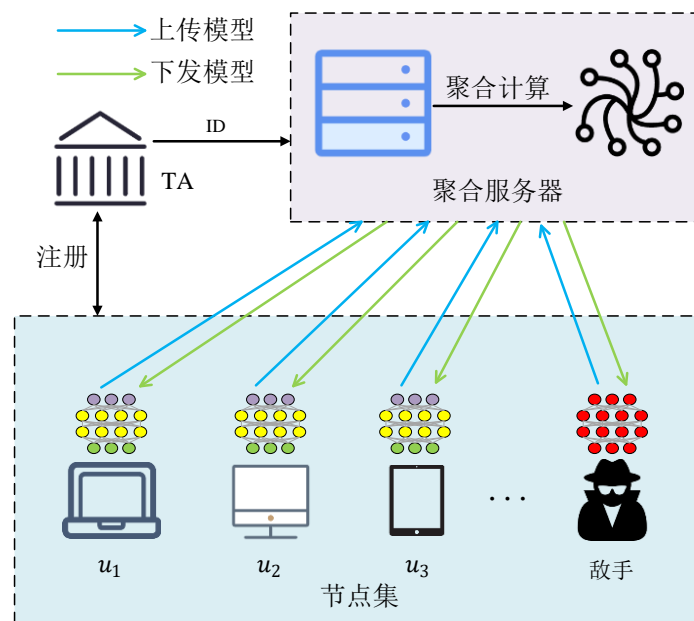 上传模型
下发模型
ID
TA
聚合计算
聚合服务器
注册
...
u1
u2
u3
敌手
节点集